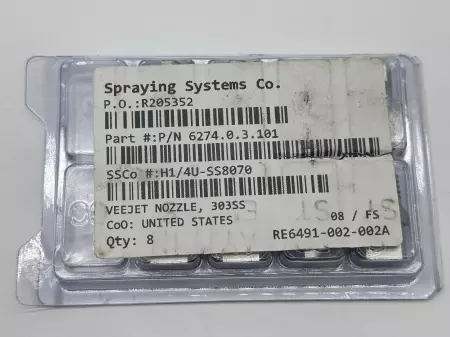 Spraying Systems Co.
P.O.:R205352
Part #:P/N 6274.0.3.101
SSCo #:H1/4U-SS8070
VEEJET NOZZLE, 303SS
CoO: UNITED STATES 08 / FS
Qty: 8 RE6491-002-002A